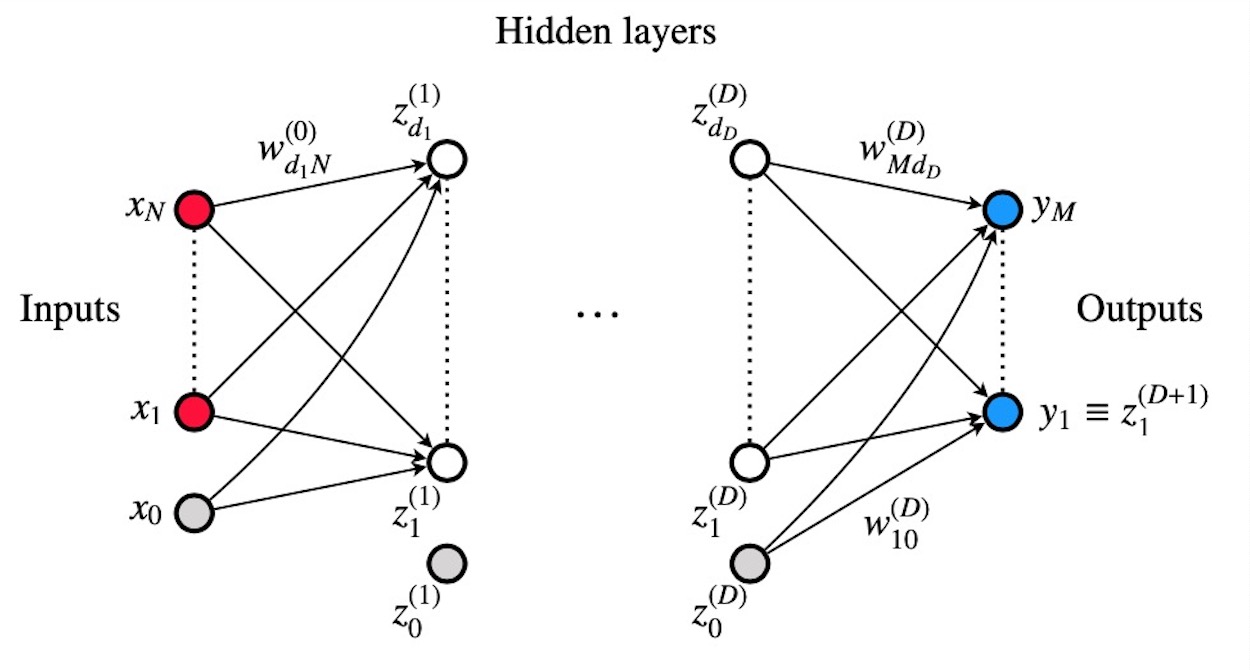 Hidden layers
z_{d_1}^{(1)}
z_{d_D}^{(D)}
w_{d_1N}^{(0)}
w_{Md_D}^{(D)}
x_N
y_M
Inputs
...
Outputs
x_1
y_1 ≡ z_1^{(D+1)}
x_0
z_1^{(1)}
z_1^{(D)}
w_{10}^{(D)}
z_0^{(1)}
z_0^{(D)}